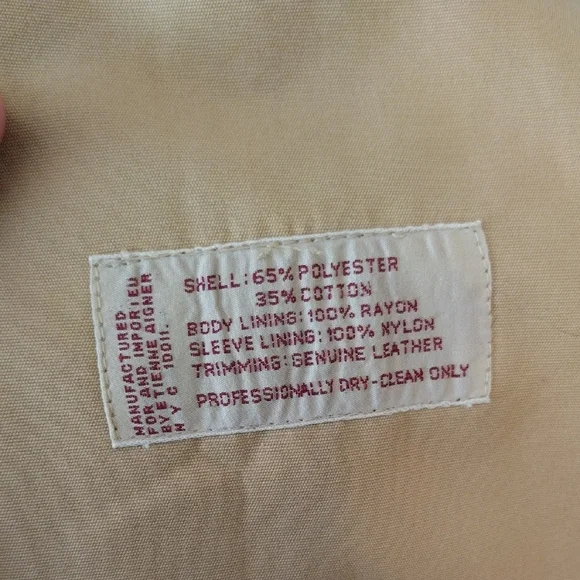 MANUFACTURED
FOR AND IMPORTED
BY ETIENNE AIGNER
N Y C 10011.
SHELL: 65% POLYESTER
35% COTTON
BODY LINING: 100% RAYON
SLEEVE LINING: 100% NYLON
TRIMMING: GENUINE LEATHER
PROFESSIONALLY DRY-CLEAN ONLY